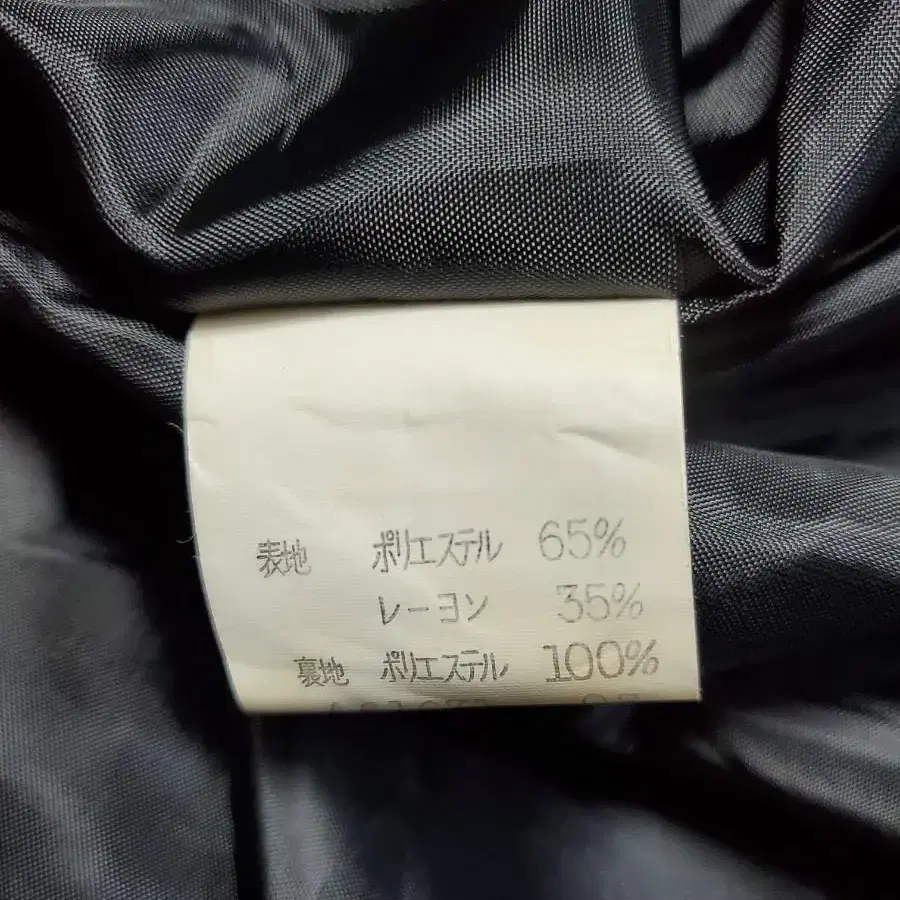 表地 ポリエステル 65%
レーヨン 35%
裏地 ポリエステル 100%